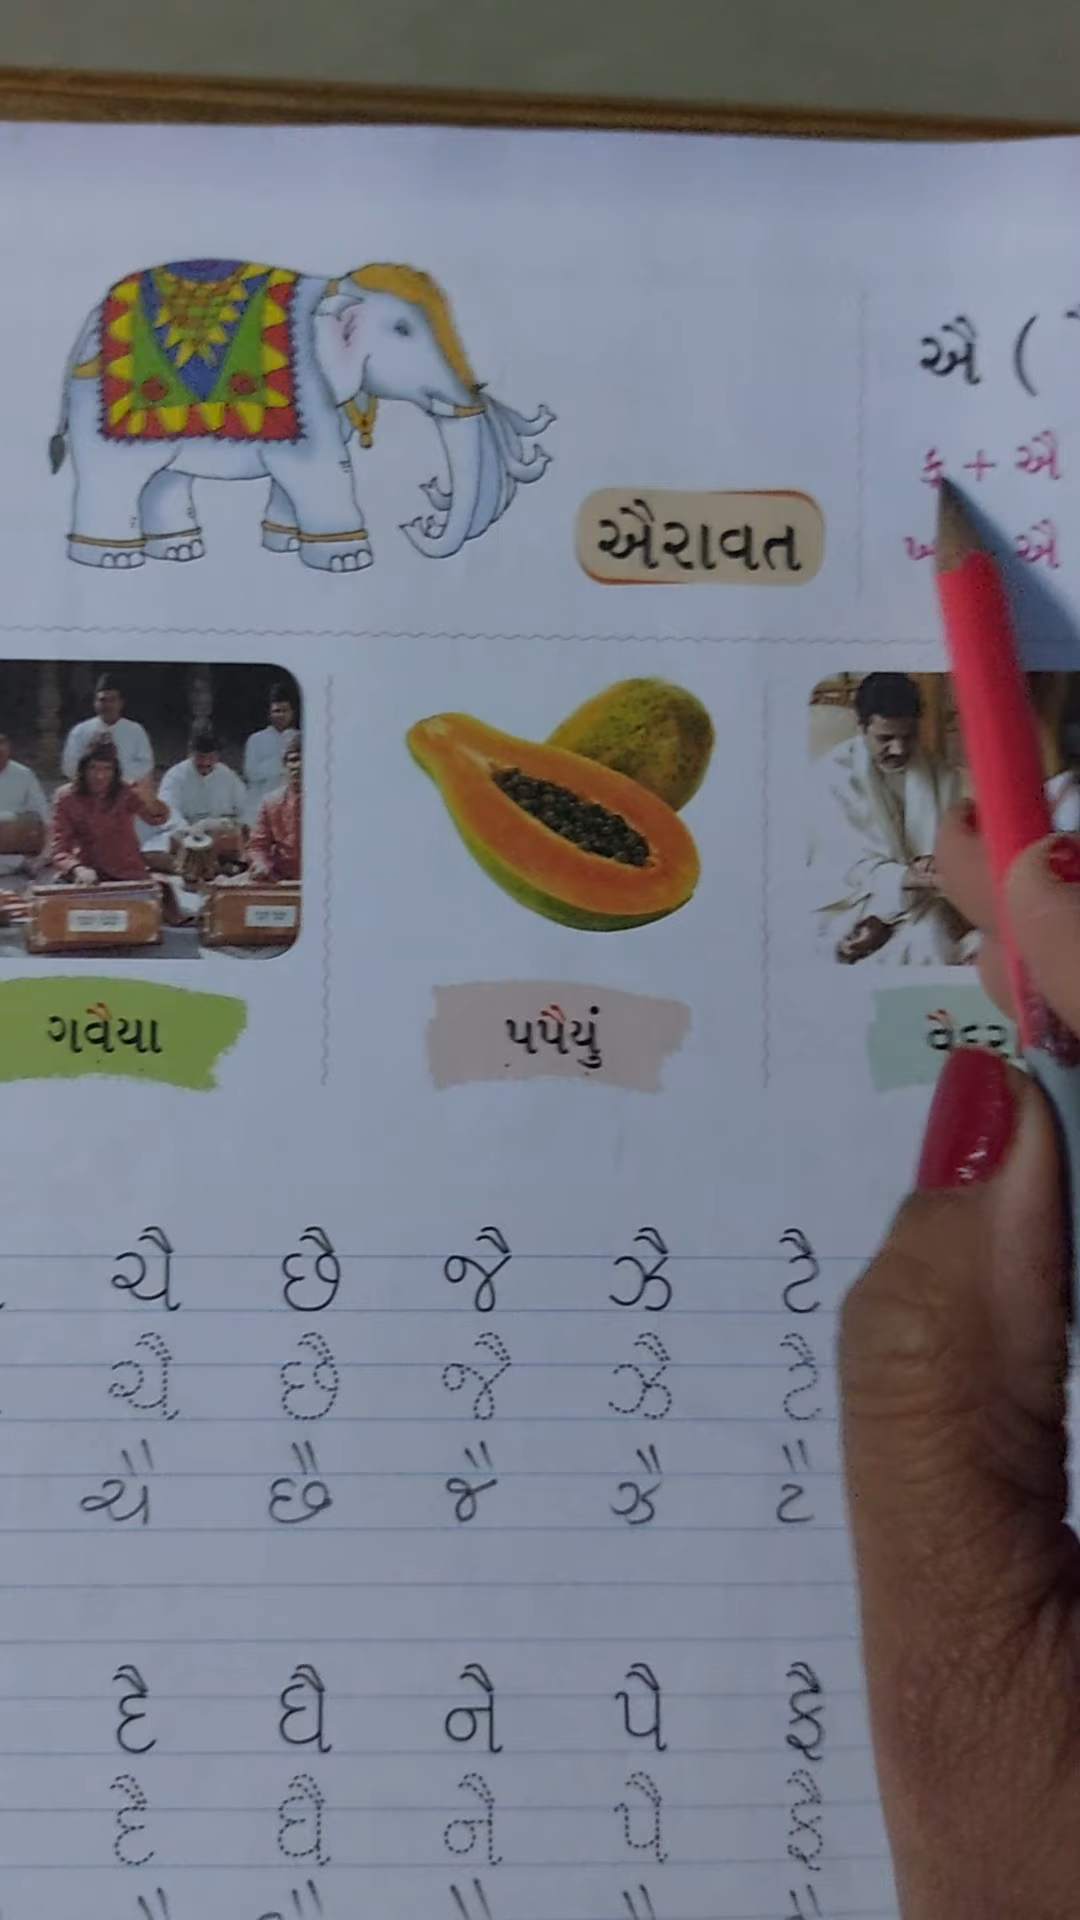 ઐ (
ક + ઐ
ઐ
ઐરાવત
ગવૈયા
પપૈયું
ચૈ છૈ જૈ ઝૈ ટૈ
ચૈ છૈ જૈ ઝૈ ટૈ
ચૈ છૈ જૈ ઝૈ ટૈ
દૈ ધૈ નૈ પૈ ફૈ
દૈ ધૈ નૈ પૈ ફૈ